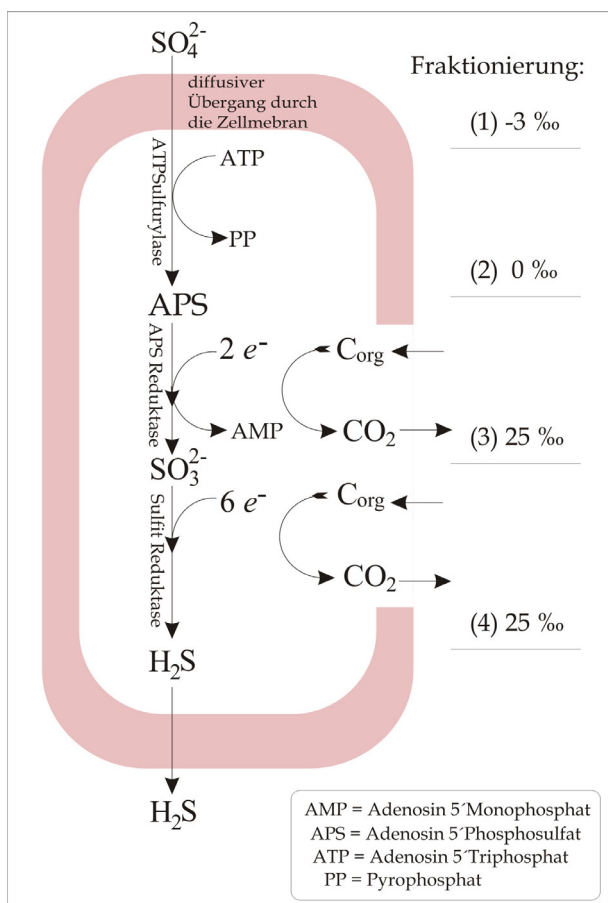 SO₄²⁻
Fraktionierung:
diffusiver
Übergang durch
die Zellmebran
(1) -3 ‰
ATPSulfurylase
ATP
PP
(2) 0 ‰
APS
APS Reduktase
2 e⁻
C_org
AMP
CO₂
(3) 25 ‰
SO₃²⁻
Sulfit Reduktase
6 e⁻
C_org
CO₂
(4) 25 ‰
H₂S
H₂S
AMP = Adenosin 5´Monophosphat
APS = Adenosin 5´Phosphosulfat
ATP = Adenosin 5´Triphosphat
PP = Pyrophosphat